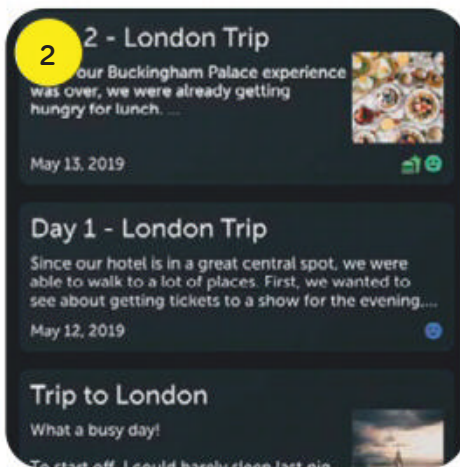 2
2 - London Trip
our Buckingham Palace experience
was over, we were already getting
hungry for lunch. ...
May 13, 2019
Day 1 - London Trip
Since our hotel is in a great central spot, we were
able to walk to a lot of places. First, we wanted to
see about getting tickets to a show for the evening,...
May 12, 2019
Trip to London
What a busy day!
To start off, I could barely sleep last